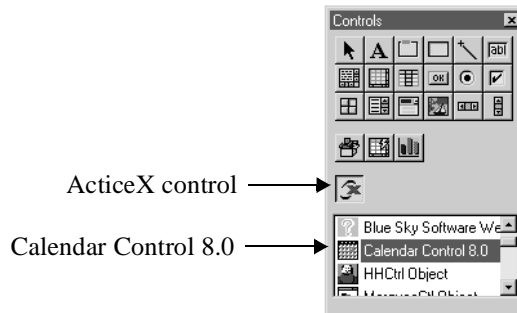 Controls
A
abl
OK
ActiceX control
Blue Sky Software We
Calendar Control 8.0
Calendar Control 8.0
HHCtrl Object